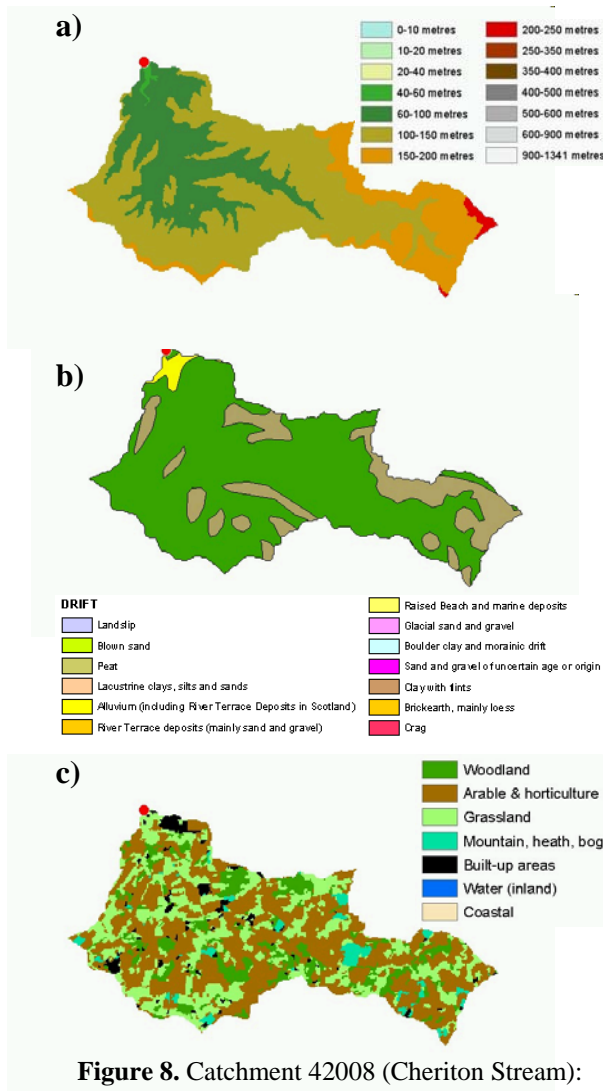 a)
0-10 metres
10-20 metres
20-40 metres
40-60 metres
60-100 metres
100-150 metres
150-200 metres
200-250 metres
250-350 metres
350-400 metres
400-500 metres
500-600 metres
600-900 metres
900-1341 metres
b)
DRIFT
Landslip
Blown sand
Peat
Lacustrine clays, silts and sands
Alluvium (including River Terrace Deposits in Scotland)
River Terrace deposits (mainly sand and gravel)
Raised Beach and marine deposits
Glacial sand and gravel
Boulder clay and morainic drift
Sand and gravel of uncertain age or origin
Clay with flints
Brickearth, mainly loess
Crag
c)
Woodland
Arable & horticulture
Grassland
Mountain, heath, bog
Built-up areas
Water (inland)
Coastal
Figure 8. Catchment 42008 (Cheriton Stream):